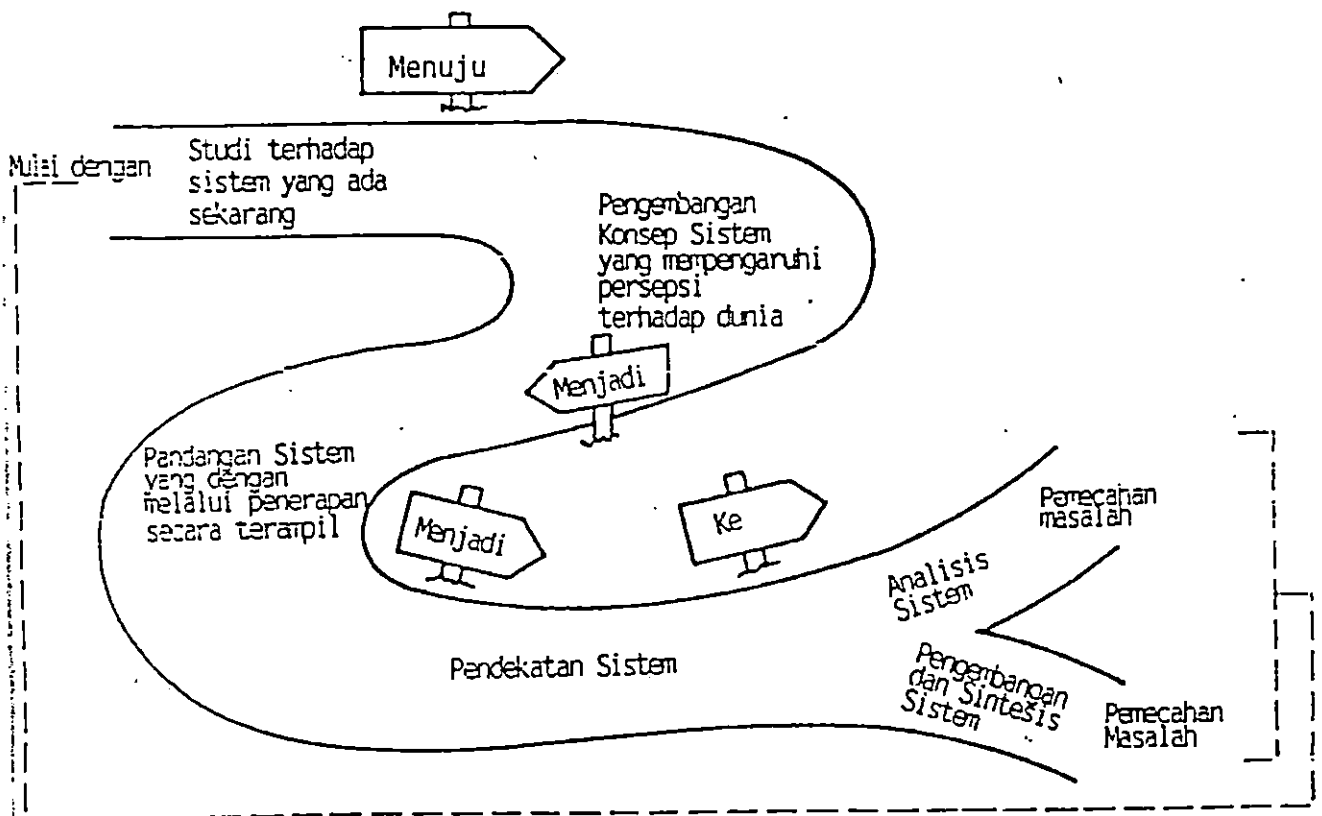 Menuju
Mulai dengan
Studi terhadap
sistem yang ada
sekarang
Pengembangan
Konsep Sistem
yang mempengaruhi
persepsi
terhadap dunia
Menjadi
Pandangan Sistem
yang dengan
melalui penerapan
secara terampil
Menjadi
Ke
Pemecahan
masalah
Analisis
Sistem
Pendekatan Sistem
Pengembangan
dan Sintesis
Sistem
Pemecahan
Masalah